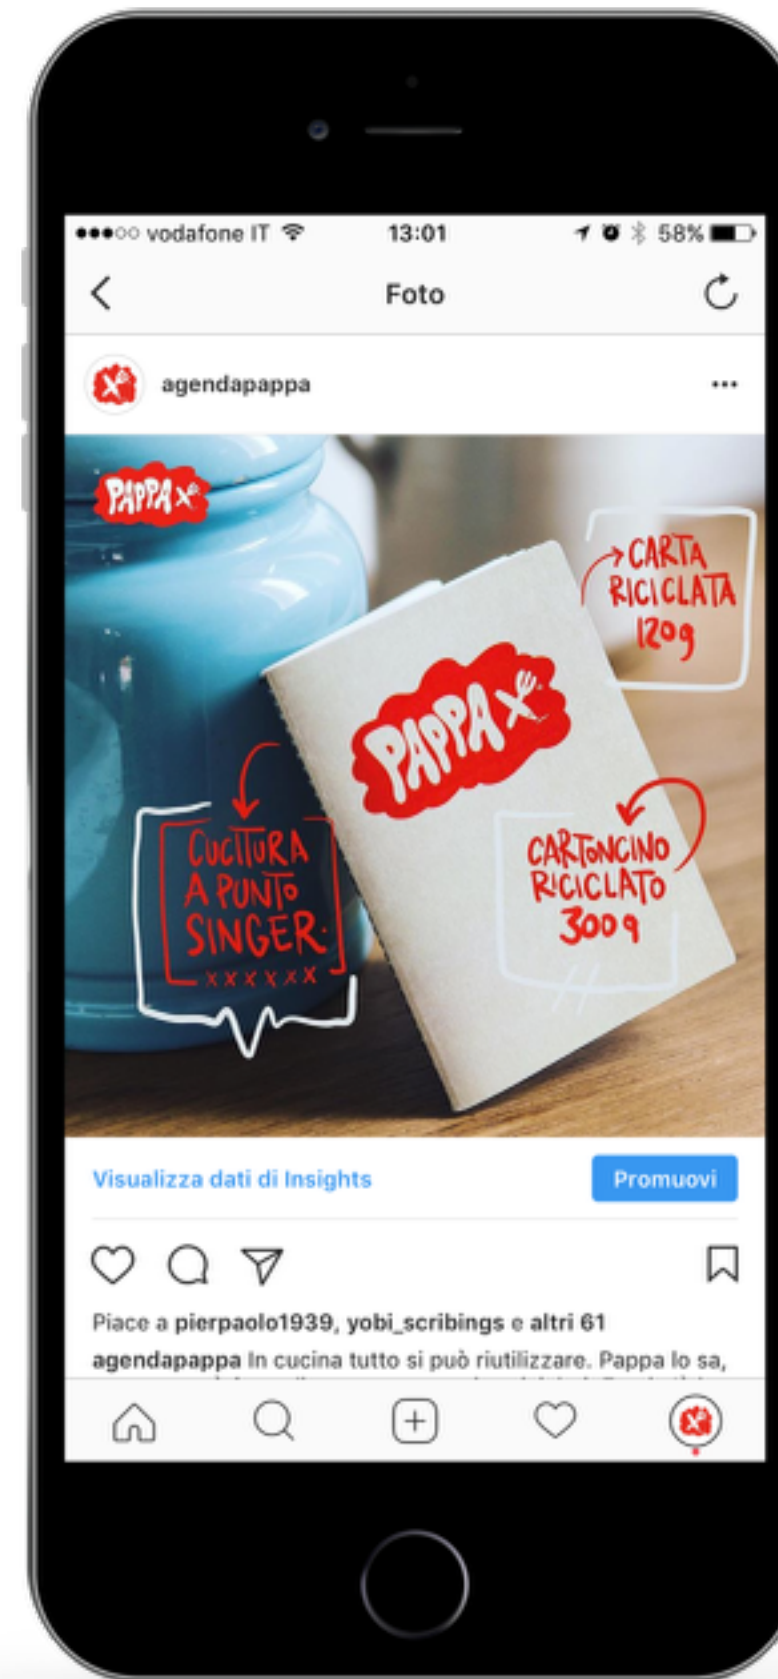 vodafone IT 13:01 58%
Foto
agendapappa
PAPPA
CARTA
RICICLATA
120g
PAPPA
CUCITURA
A PUNTO
SINGER.
xxxxxx
CARTONCINO
RICICLATO
300g
Visualizza dati di Insights
Promuovi
Piace a pierpaolo1939, yobi_scribings e altri 61
agendapappa In cucina tutto si può riutilizzare. Pappa lo sa,